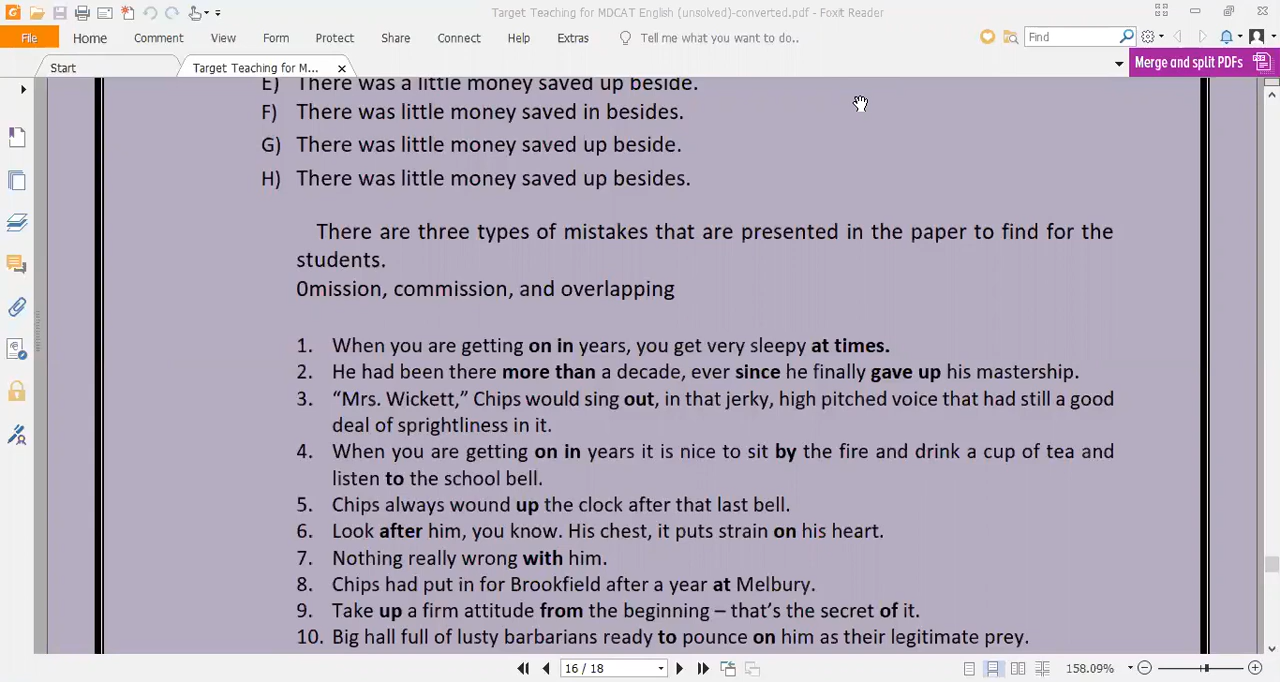 Target Teaching for MDCAT English (unsolved)-converted.pdf - Foxit Reader
File Home Comment View Form Protect Share Connect Help Extras Tell me what you want to do.. Find
Start Target Teaching for M... Merge and split PDFs
E) There was a little money saved up beside.
F) There was little money saved in besides.
G) There was little money saved up beside.
H) There was little money saved up besides.
There are three types of mistakes that are presented in the paper to find for the
students.
0mission, commission, and overlapping
1. When you are getting on in years, you get very sleepy at times.
2. He had been there more than a decade, ever since he finally gave up his mastership.
3. “Mrs. Wickett,” Chips would sing out, in that jerky, high pitched voice that had still a good
deal of sprightliness in it.
4. When you are getting on in years it is nice to sit by the fire and drink a cup of tea and
listen to the school bell.
5. Chips always wound up the clock after that last bell.
6. Look after him, you know. His chest, it puts strain on his heart.
7. Nothing really wrong with him.
8. Chips had put in for Brookfield after a year at Melbury.
9. Take up a firm attitude from the beginning – that’s the secret of it.
10. Big hall full of lusty barbarians ready to pounce on him as their legitimate prey.
16 / 18 158.09%